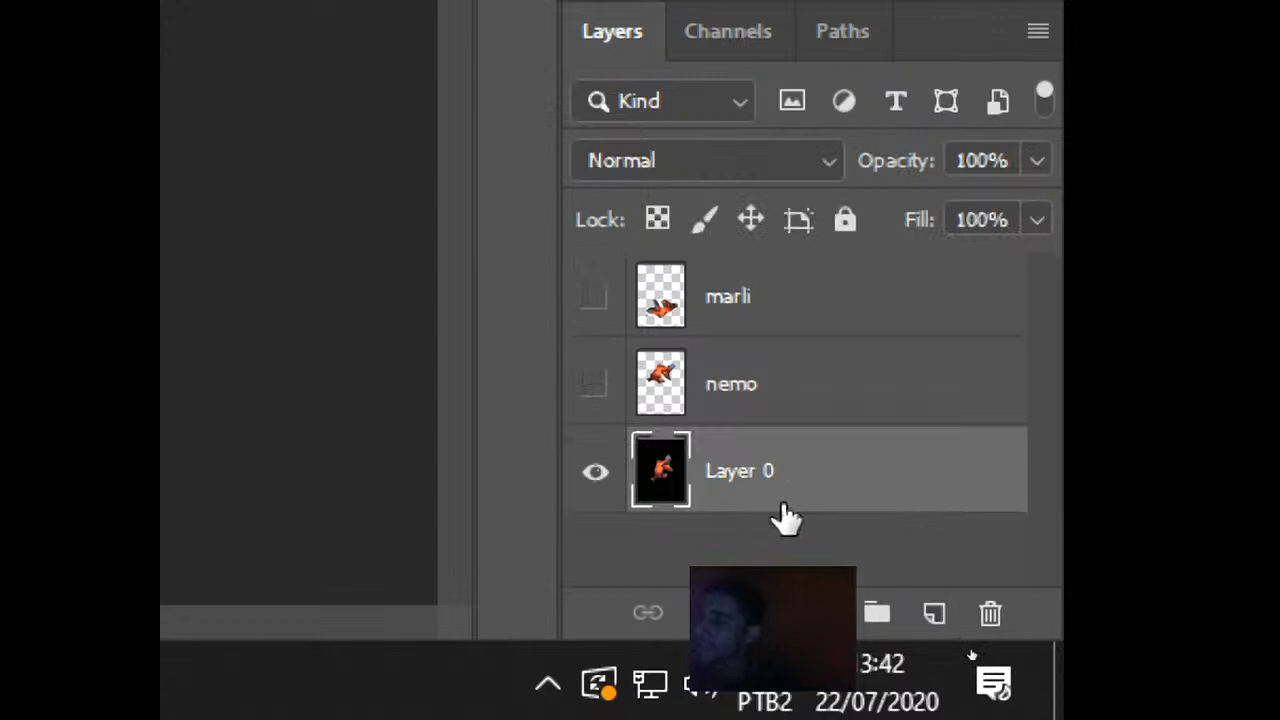 Layers Channels Paths
Kind
Normal Opacity: 100%
Lock: Fill: 100%
marli
nemo
Layer 0
3:42
PTB2 22/07/2020